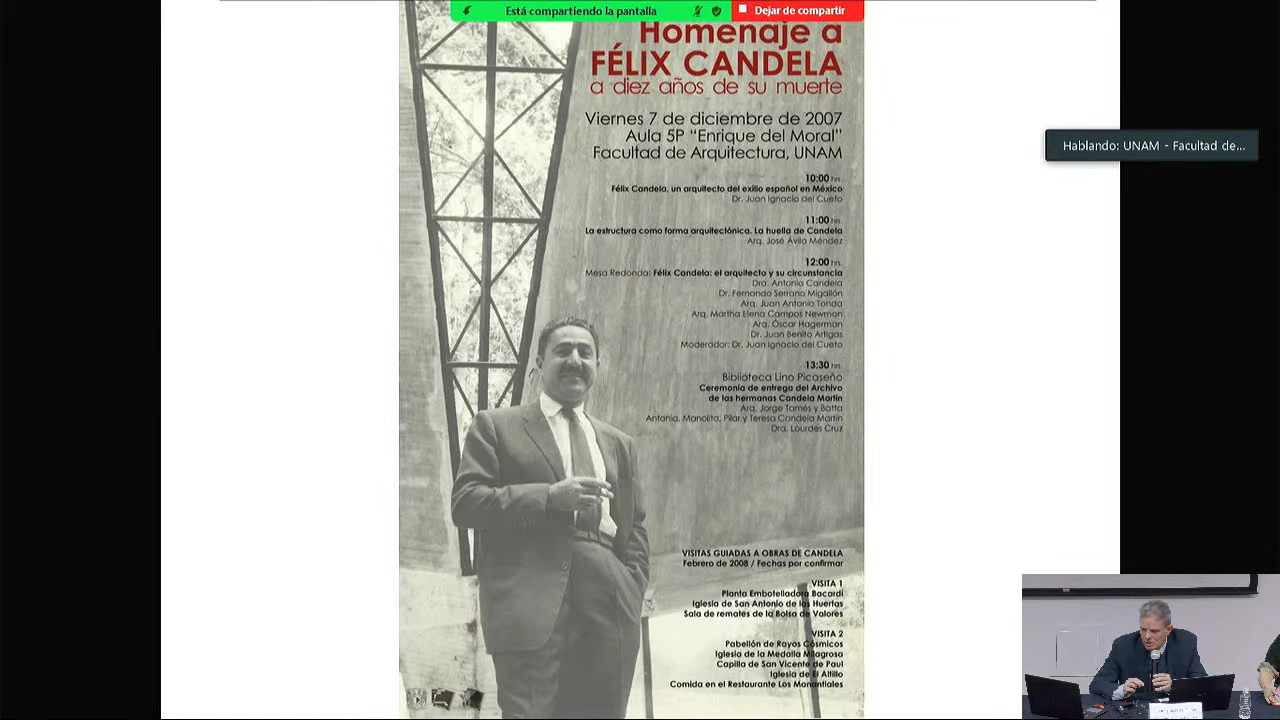 Está compartiendo la pantalla
Dejar de compartir
Homenaje a
FÉLIX CANDELA
a diez años de su muerte
Viernes 7 de diciembre de 2007
Aula 5P “Enrique del Moral”
Facultad de Arquitectura, UNAM
Hablando: UNAM - Facultad de...
10:00 hrs.
Félix Candela, un arquitecto del exilio español en México
Dr. Juan Ignacio del Cueto
11:00 hrs.
La estructura como forma arquitectónica. La huella de Candela
Arq. José Ávila Méndez
12:00 hrs.
Mesa Redonda: Félix Candela: el arquitecto y su circunstancia
Dra. Antonia Candela
Dr. Fernando Serrano Migallón
Arq. Juan Antonio Tonda
Arq. Martha Elena Campos Newman
Arq. Óscar Hagerman
Dr. Juan Benito Artigas
Moderador: Dr. Juan Ignacio del Cueto
13:30 hrs.
Biblioteca Lino Picaseño
Ceremonia de entrega del Archivo
de las hermanas Candela Martín
Arq. Jorge Tamés y Batta
Antonia, Manolita, Pilar y Teresa Candela Martín
Dra. Lourdes Cruz
VISITAS GUIADAS A OBRAS DE CANDELA
Febrero de 2008 / Fechas por confirmar
VISITA 1
Planta Embotelladora Bacardí
Iglesia de San Antonio de las Huertas
Sala de remates de la Bolsa de Valores
VISITA 2
Pabellón de Rayos Cósmicos
Iglesia de la Medalla Milagrosa
Capilla de San Vicente de Paul
Iglesia de El Altillo
Comida en el Restaurante Los Manantiales